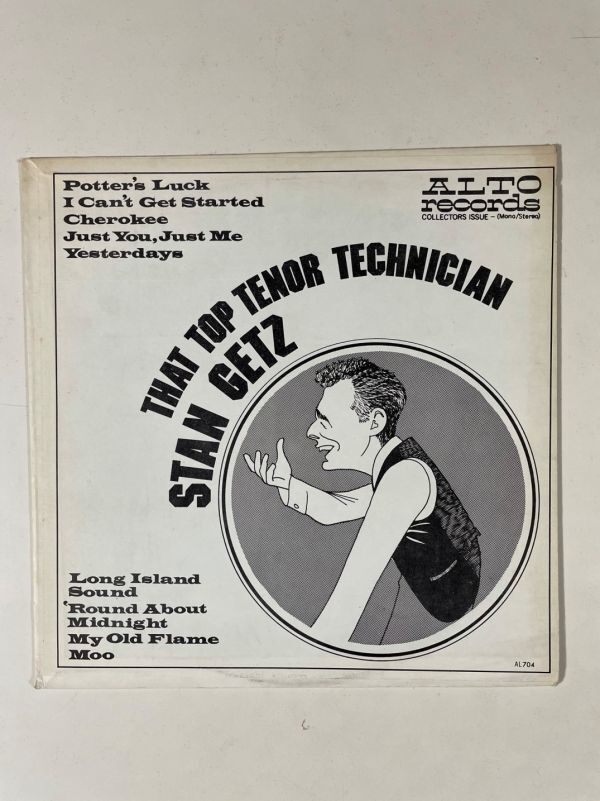 Potter's Luck
I Can't Get Started
Cherokee
Just You, Just Me
Yesterdays
ALTO
records
COLLECTORS ISSUE - (Mono/Stereo)
THAT TOP TENOR TECHNICIAN
STAN GETZ
Long Island
Sound
'Round About
Midnight
My Old Flame
Moo
AL704